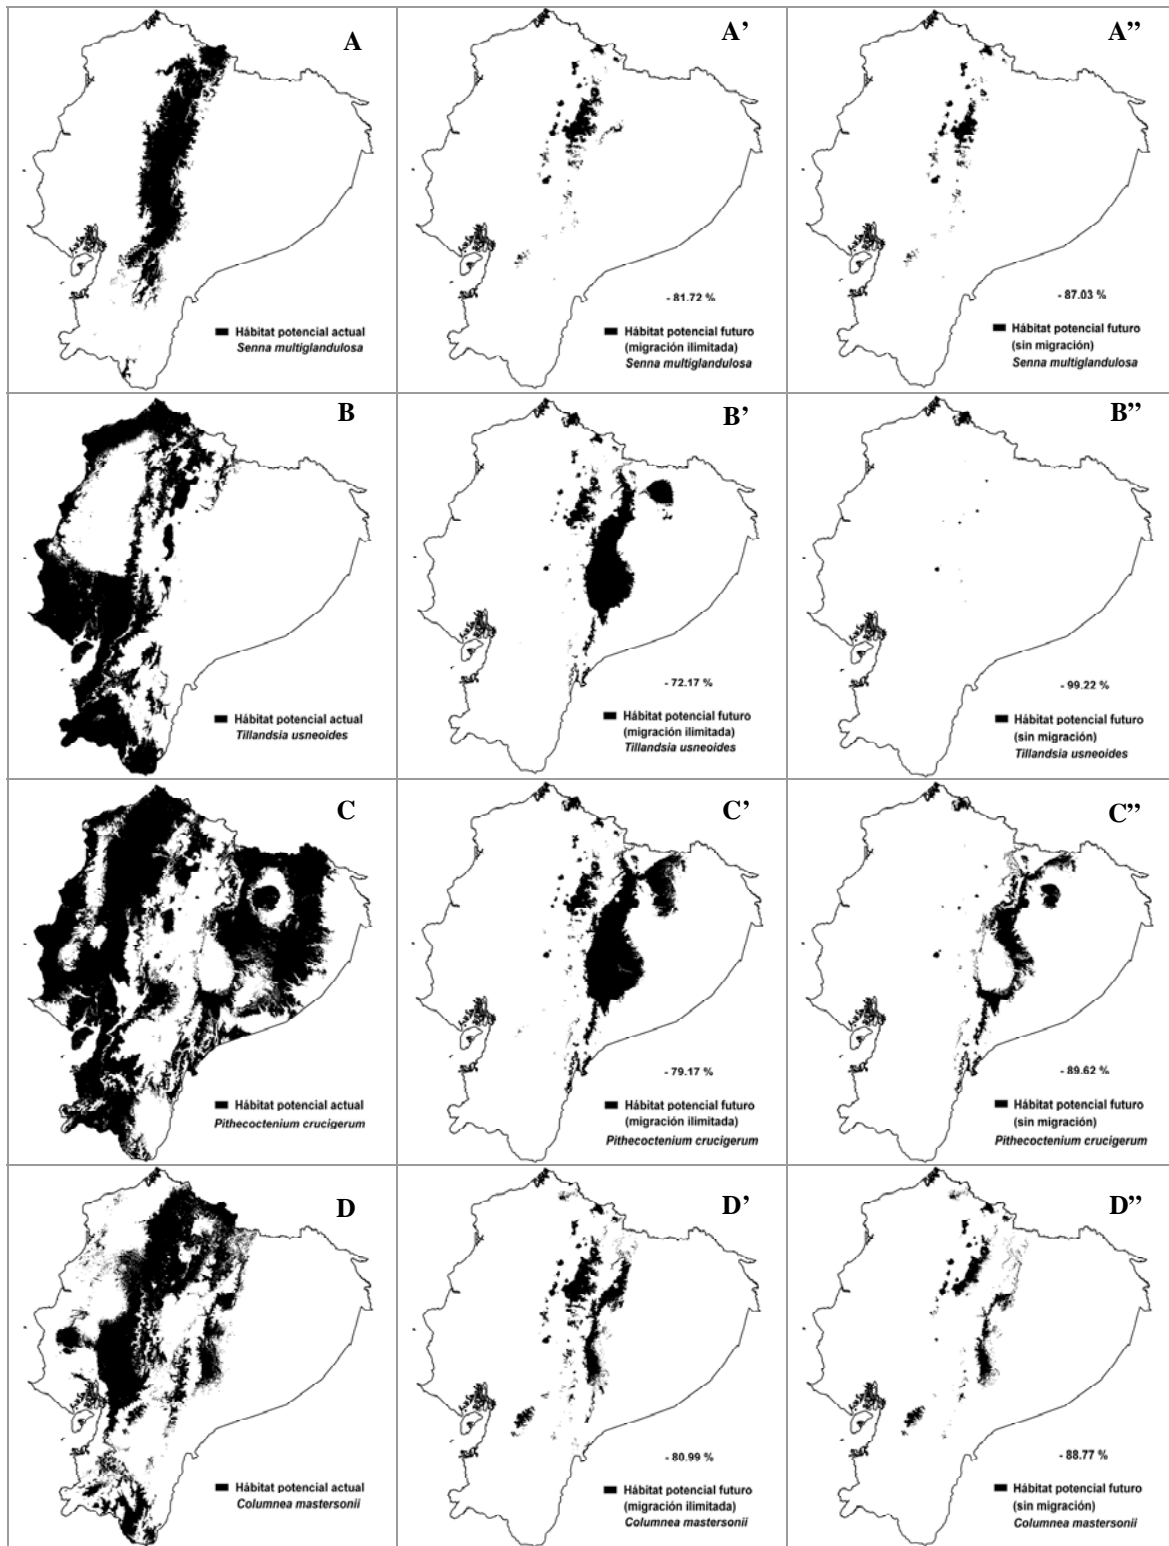 A
Hábitat potencial actual
Senna multiglandulosa
A’
- 81.72 %
Hábitat potencial futuro
(migración ilimitada)
Senna multiglandulosa
A’’
- 87.03 %
Hábitat potencial futuro
(sin migración)
Senna multiglandulosa
B
Hábitat potencial actual
Tillandsia usneoides
B’
- 72.17 %
Hábitat potencial futuro
(migración ilimitada)
Tillandsia usneoides
B’’
- 99.22 %
Hábitat potencial futuro
(sin migración)
Tillandsia usneoides
C
Hábitat potencial actual
Pithecoctenium crucigerum
C’
- 79.17 %
Hábitat potencial futuro
(migración ilimitada)
Pithecoctenium crucigerum
C’’
- 89.62 %
Hábitat potencial futuro
(sin migración)
Pithecoctenium crucigerum
D
Hábitat potencial actual
Columnea mastersonii
D’
- 80.99 %
Hábitat potencial futuro
(migración ilimitada)
Columnea mastersonii
D’’
- 88.77 %
Hábitat potencial futuro
(sin migración)
Columnea mastersonii